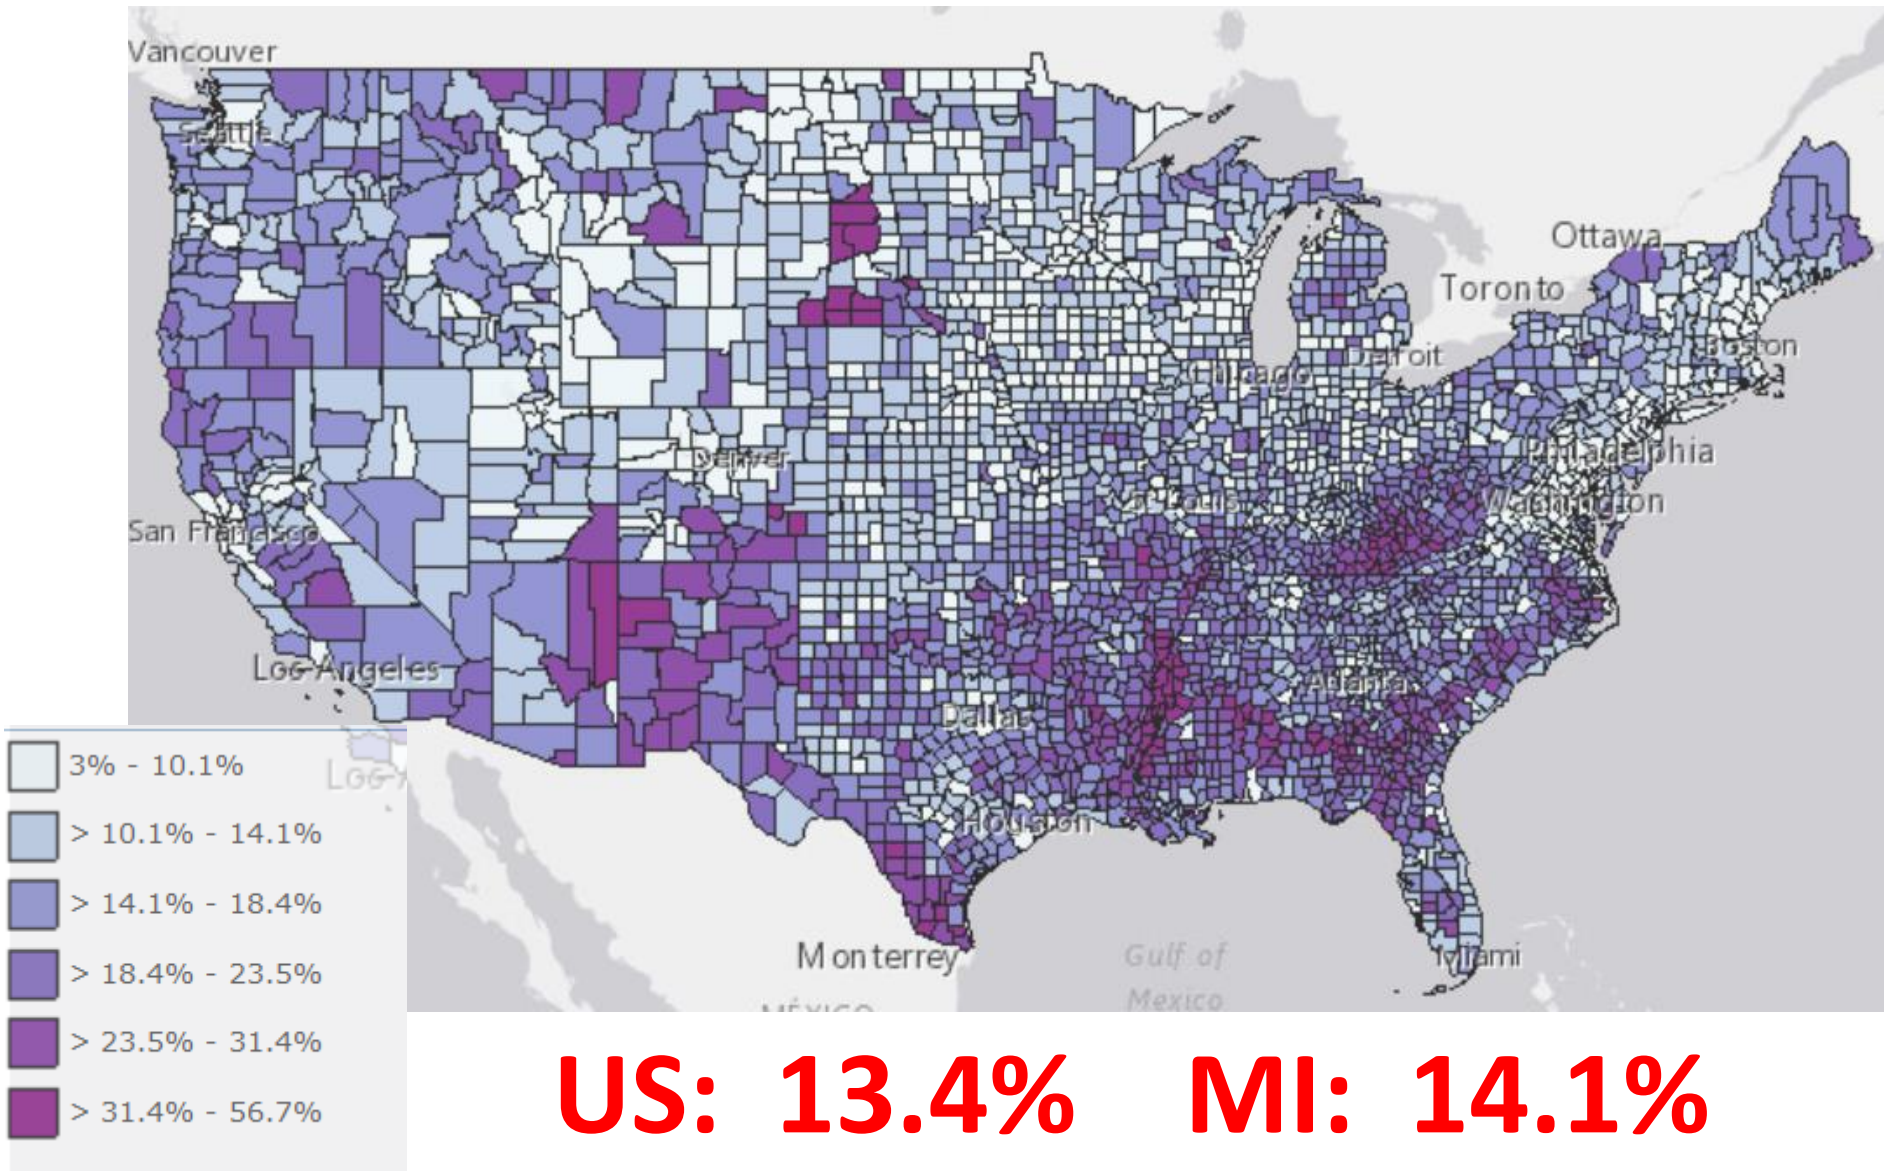 Vancouver
Seattle
Ottawa
Toronto
Boston
Detroit
Chicago
Philadelphia
Denver
St. Louis
Washington
San Francisco
Los Angeles
Atlanta
Dallas
Houston
Monterrey
Gulf of
Mexico
Miami
MÉXICO
3% - 10.1%
> 10.1% - 14.1%
> 14.1% - 18.4%
> 18.4% - 23.5%
> 23.5% - 31.4%
> 31.4% - 56.7%
US: 13.4% MI: 14.1%